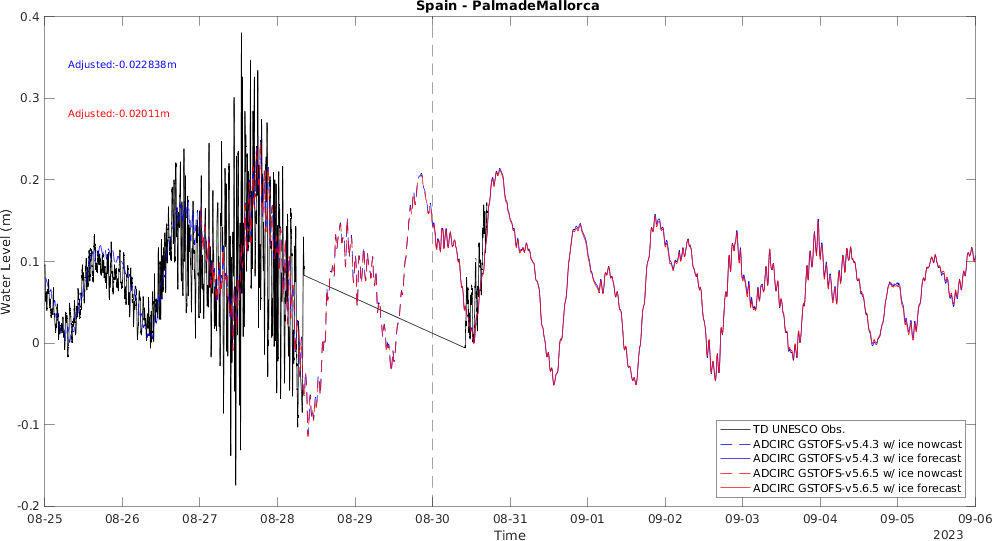 Spain - PalmadeMallorca
Adjusted:-0.022838m
Adjusted:-0.02011m
Water Level (m)
0.4
0.3
0.2
0.1
0
-0.1
-0.2
TD UNESCO Obs.
ADCIRC GSTOFS-v5.4.3 w/ ice nowcast
ADCIRC GSTOFS-v5.4.3 w/ ice forecast
ADCIRC GSTOFS-v5.6.5 w/ ice nowcast
ADCIRC GSTOFS-v5.6.5 w/ ice forecast
08-25 08-26 08-27 08-28 08-29 08-30 08-31 09-01 09-02 09-03 09-04 09-05 09-06
Time
2023